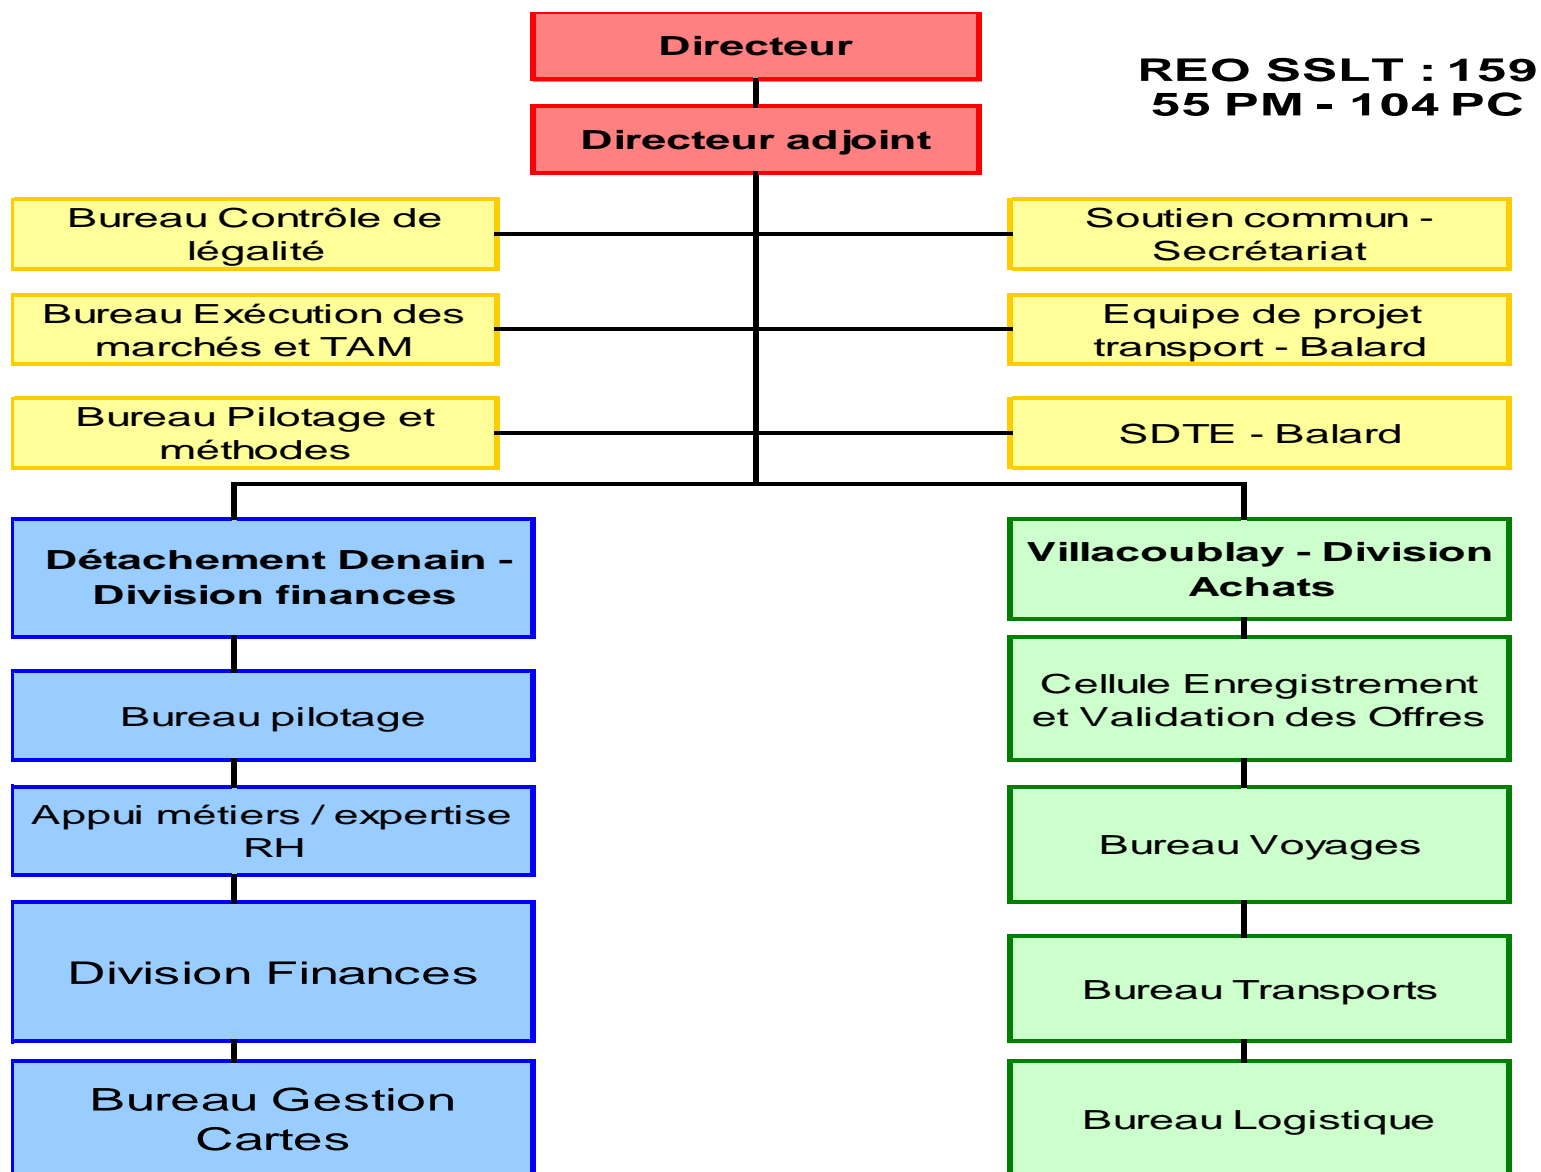 Directeur
REO SSLT : 159
55 PM - 104 PC
Directeur adjoint
Bureau Contrôle de
légalité
Soutien commun -
Secrétariat
Bureau Exécution des
marchés et TAM
Equipe de projet
transport - Balard
Bureau Pilotage et
méthodes
SDTE - Balard
Détachement Denain -
Division finances
Villacoublay - Division
Achats
Bureau pilotage
Cellule Enregistrement
et Validation des Offres
Appui métiers / expertise
RH
Bureau Voyages
Division Finances
Bureau Transports
Bureau Gestion
Cartes
Bureau Logistique